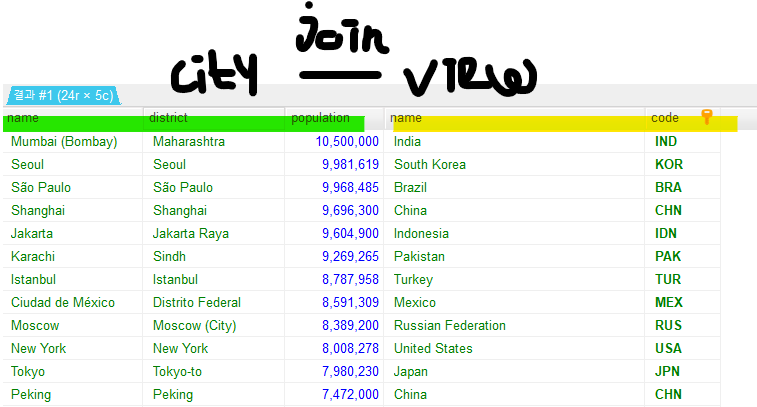 join
city view
결과 #1 (24r × 5c)
name district population name code
Mumbai (Bombay) Maharashtra 10,500,000 India IND
Seoul Seoul 9,981,619 South Korea KOR
São Paulo São Paulo 9,968,485 Brazil BRA
Shanghai Shanghai 9,696,300 China CHN
Jakarta Jakarta Raya 9,604,900 Indonesia IDN
Karachi Sindh 9,269,265 Pakistan PAK
Istanbul Istanbul 8,787,958 Turkey TUR
Ciudad de México Distrito Federal 8,591,309 Mexico MEX
Moscow Moscow (City) 8,389,200 Russian Federation RUS
New York New York 8,008,278 United States USA
Tokyo Tokyo-to 7,980,230 Japan JPN
Peking Peking 7,472,000 China CHN